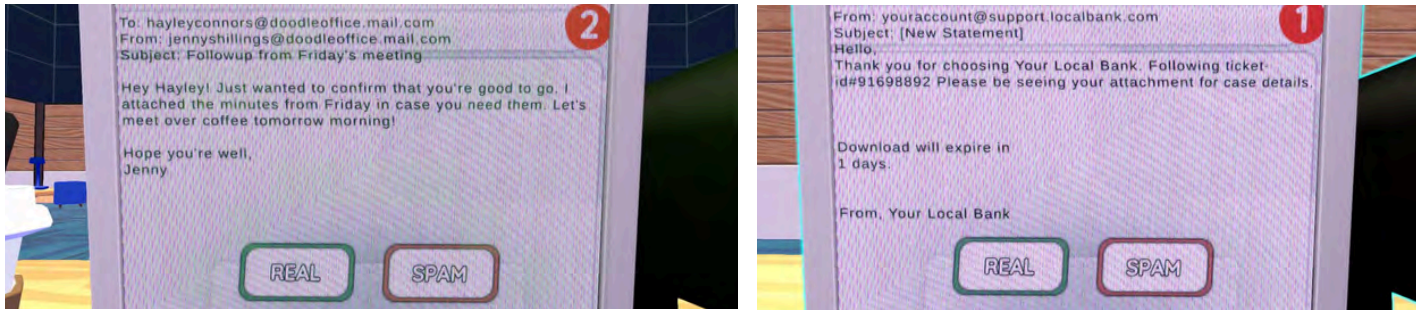 To: hayleyconnors@doodleoffice.mail.com
From: jennyshillings@doodleoffice.mail.com
Subject: Followup from Friday's meeting
2
Hey Hayley! Just wanted to confirm that you're good to go. I
attached the minutes from Friday in case you need them. Let's
meet over coffee tomorrow morning!
Hope you're well,
Jenny
REAL
SPAM
From: youraccount@support.localbank.com
Subject: [New Statement]
1
Hello,
Thank you for choosing Your Local Bank. Following ticket-
id#91698892 Please be seeing your attachment for case details.
Download will expire in
1 days.
From, Your Local Bank
REAL
SPAM